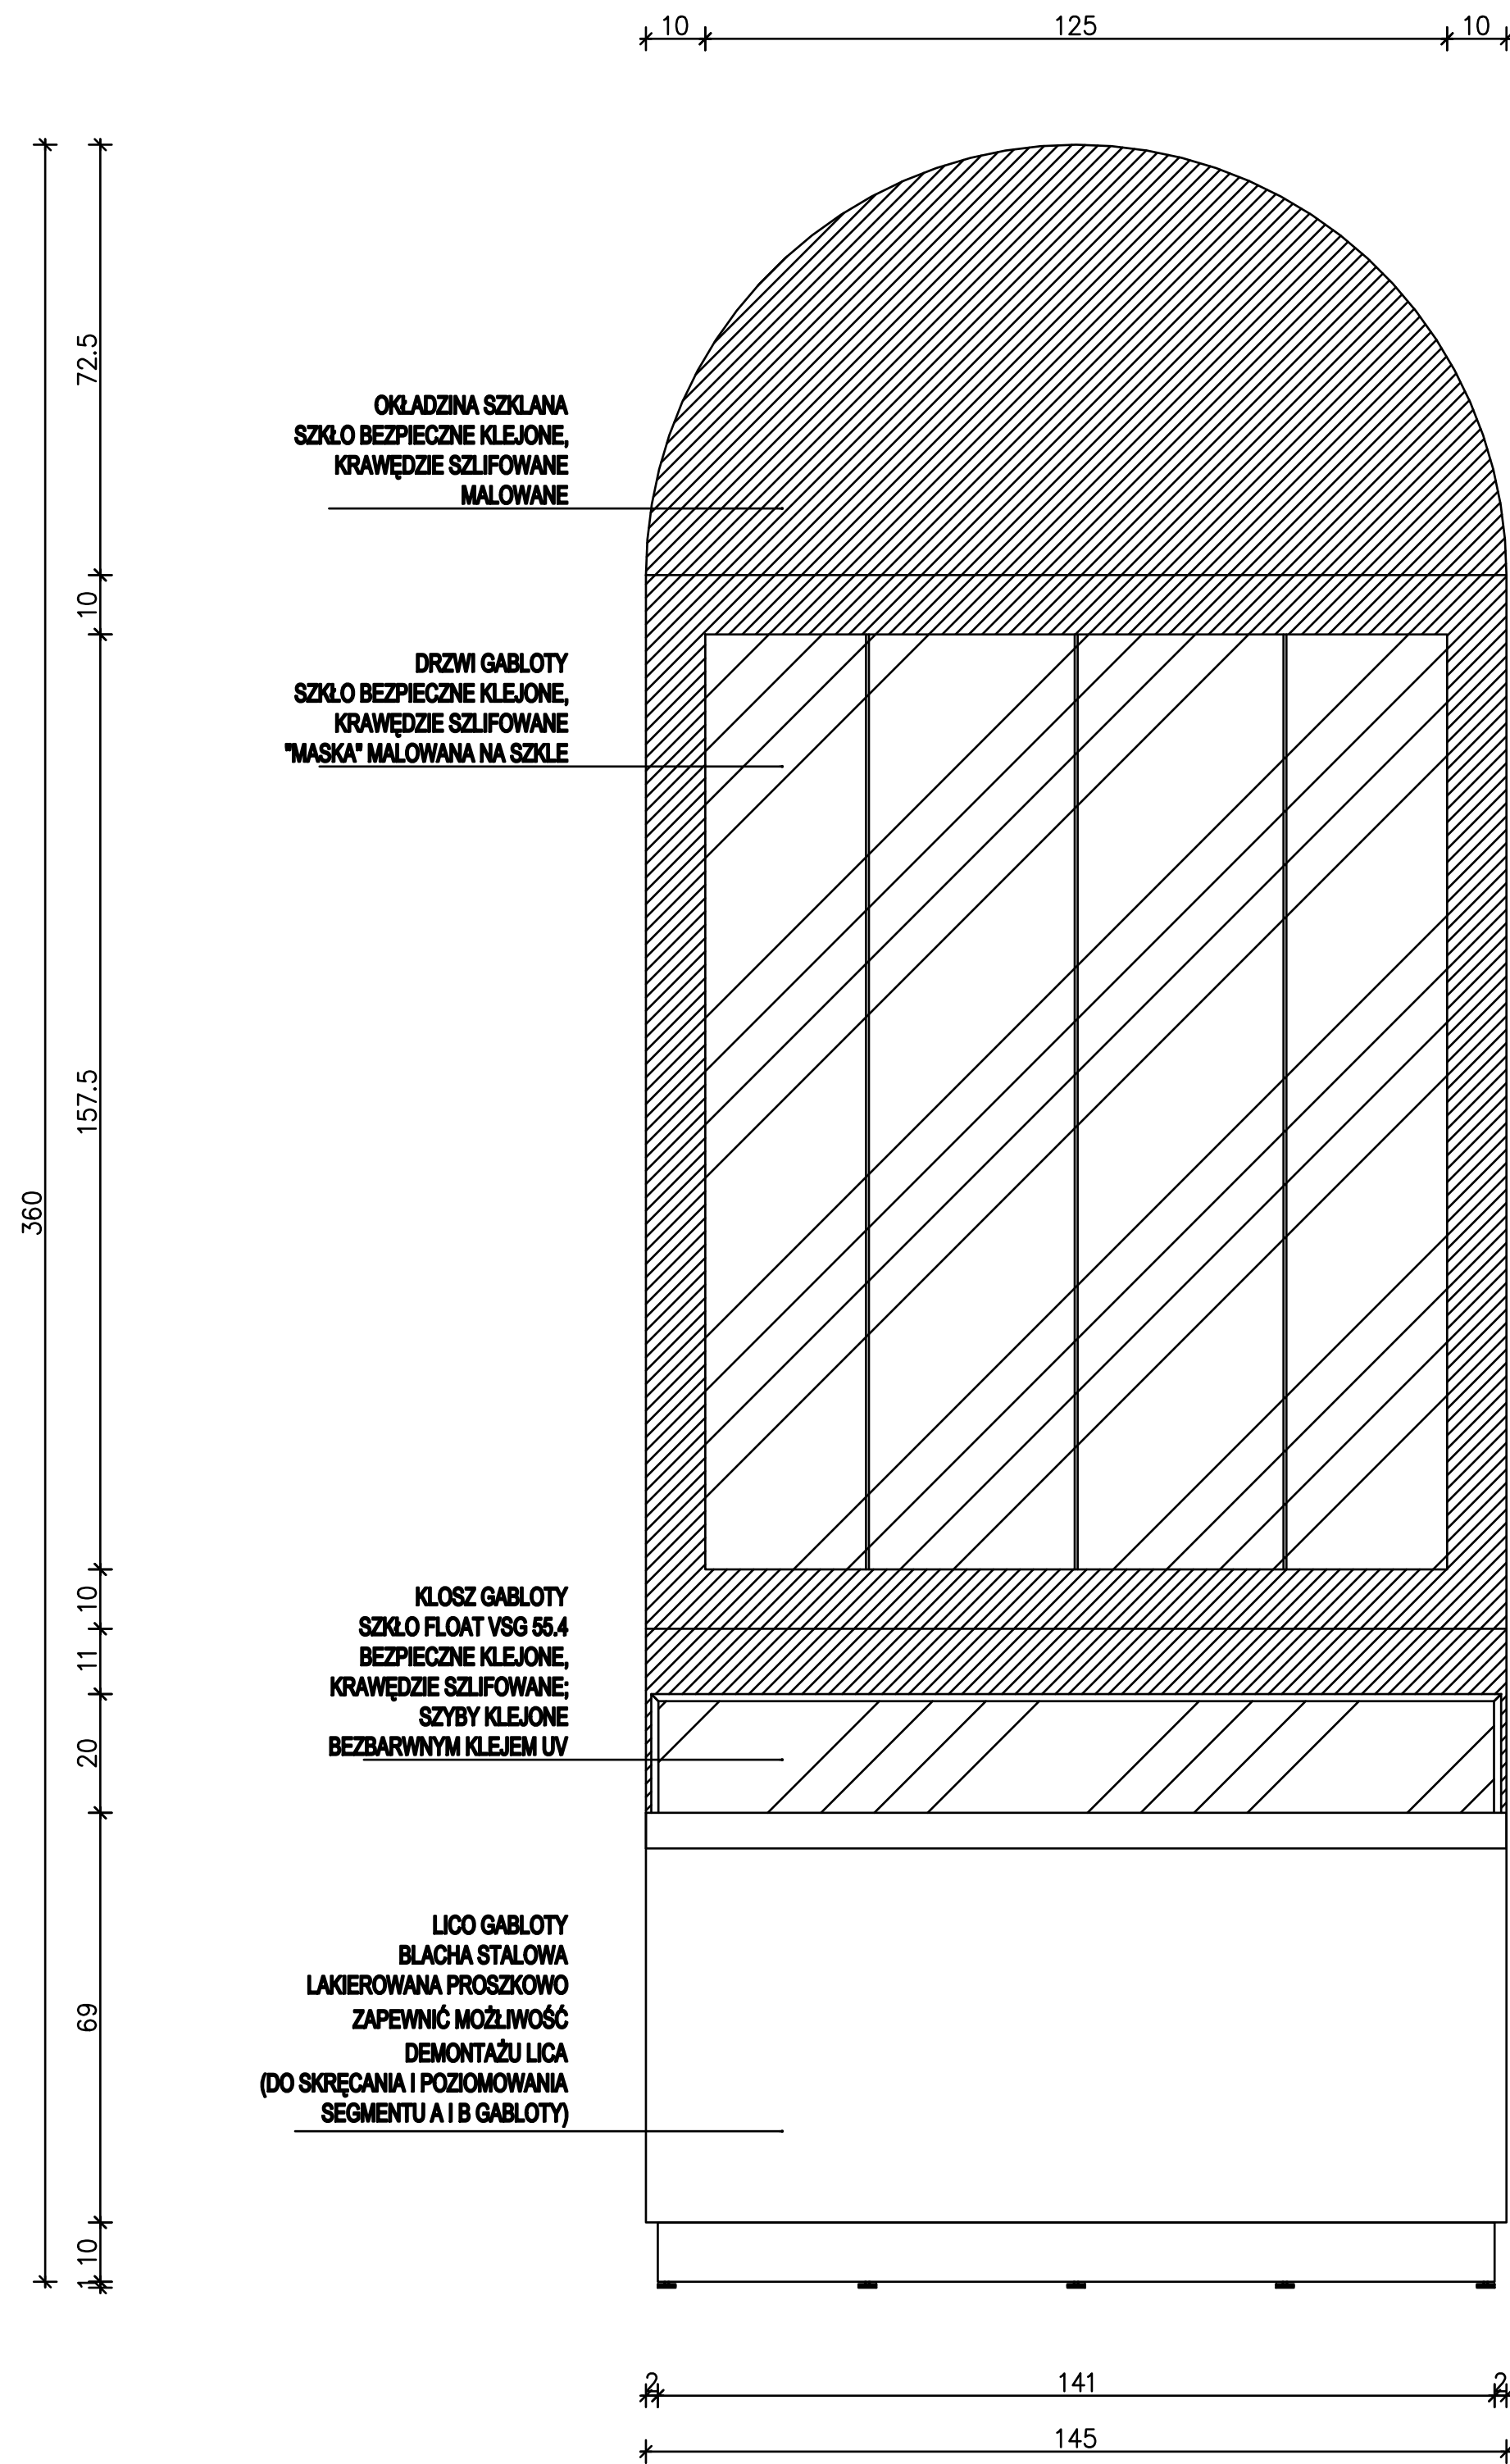 10
125
10
72.5
OKŁADZINA SZKLANA
SZKŁO BEZPIECZNE KLEJONE,
KRAWĘDZIE SZLIFOWANE
MALOWANE
10
DRZWI GABLOTY
SZKŁO BEZPIECZNE KLEJONE,
KRAWĘDZIE SZLIFOWANE
"MASKA" MALOWANA NA SZKLE
157.5
360
10
KLOSZ GABLOTY
SZKŁO FLOAT VSG 55.4
BEZPIECZNE KLEJONE,
KRAWĘDZIE SZLIFOWANE;
SZYBY KLEJONE
BEZBARWNYM KLEJEM UV
11
20
LICO GABLOTY
BLACHA STALOWA
LAKIEROWANA PROSZKOWO
ZAPEWNIĆ MOŻLIWOŚĆ
DEMONTAŻU LICA
(DO SKRĘCANIA I POZIOMOWANIA
SEGMENTU A I B GABLOTY)
69
10
1
2
141
2
145